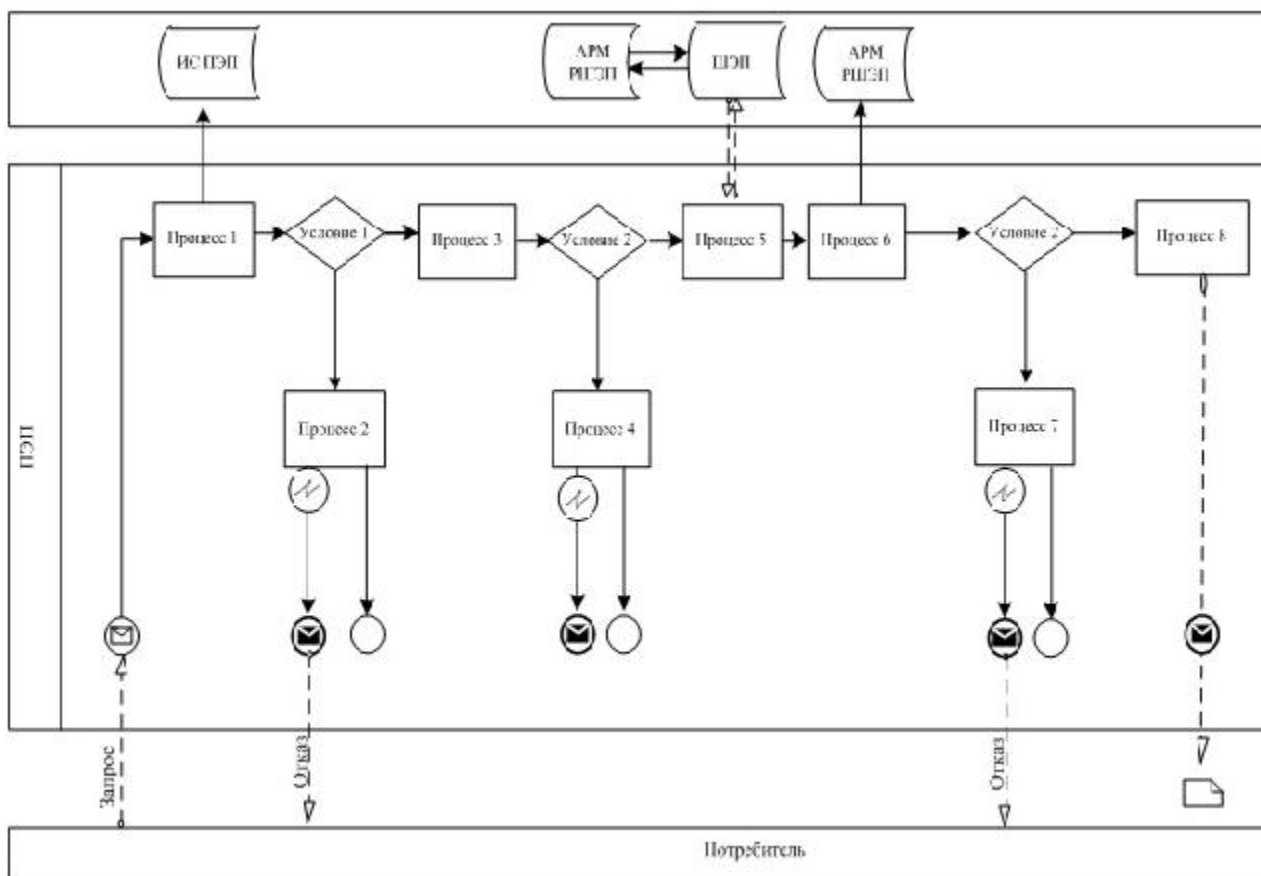 ИС ПЭП
АРМ
РШЭП
ШЭП
АРМ
РШЭП
ПЭП
Процесс 1
Условие 1
Процесс 3
Условие 2
Процесс 5
Процесс 6
Условие 2
Процесс 8
Процесс 2
Процесс 4
Процесс 7
Запрос
Отказ
Отказ
Потребитель